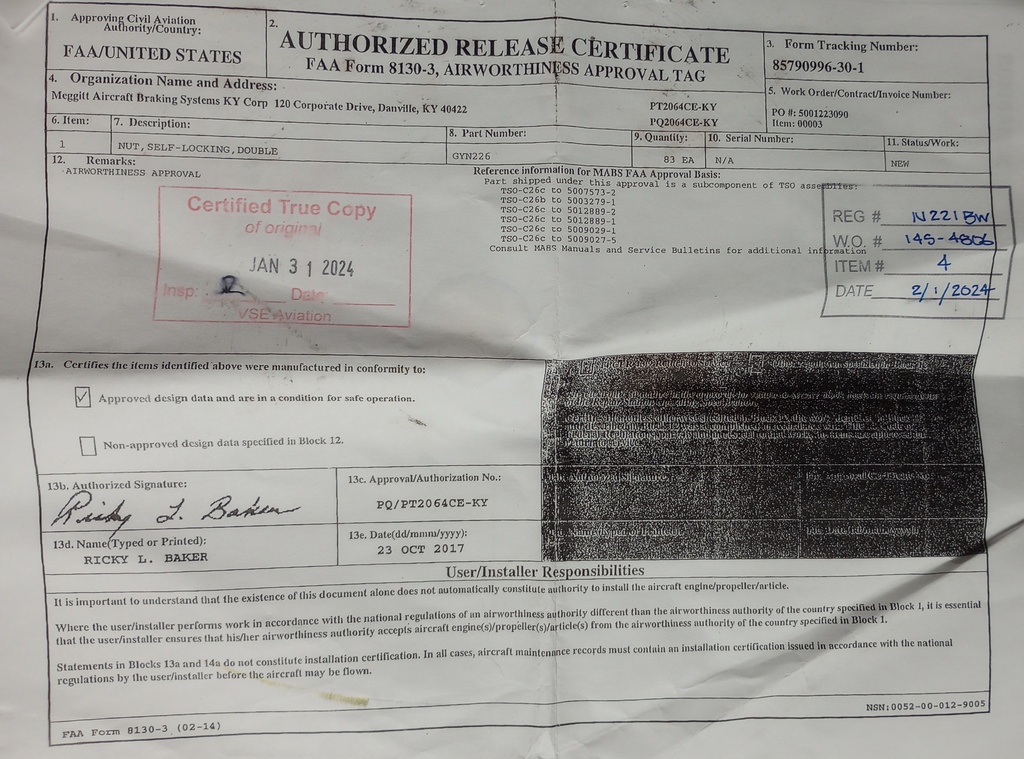 1. Approving Civil Aviation Authority/Country:
FAA/UNITED STATES
2.
AUTHORIZED RELEASE CERTIFICATE
FAA Form 8130-3, AIRWORTHINESS APPROVAL TAG
3. Form Tracking Number:
85790996-30-1
4. Organization Name and Address:
Meggitt Aircraft Braking Systems KY Corp 120 Corporate Drive, Danville, KY 40422
PT2064CE-KY
PQ2064CE-KY
5. Work Order/Contract/Invoice Number:
PO #: 5001223090
Item: 00003
6. Item:
1
7. Description:
NUT, SELF-LOCKING, DOUBLE
8. Part Number:
GYN226
9. Quantity:
83 EA
10. Serial Number:
N/A
11. Status/Work:
NEW
12. Remarks:
AIRWORTHINESS APPROVAL
Reference information for MABS FAA Approval Basis:
Part shipped under this approval is a subcomponent of TSO assemblies:
TSO-C26c to 5007573-2
TSO-C26b to 5003279-1
TSO-C26c to 5012889-2
TSO-C26c to 5012889-1
TSO-C26c to 5009029-1
TSO-C26c to 5009027-5
Consult MABS Manuals and Service Bulletins for additional information
Certified True Copy
of original
JAN 31 2024
Insp: Date
VSE Aviation
REG # N221BW
W.O. # 145-4806
ITEM # 4
DATE 2/1/2024
13a. Certifies the items identified above were manufactured in conformity to:
Approved design data and are in a condition for safe operation.
Non-approved design data specified in Block 12.
13b. Authorized Signature:
Ricky L. Baker
13c. Approval/Authorization No.:
PQ/PT2064CE-KY
13d. Name(Typed or Printed):
RICKY L. BAKER
13e. Date(dd/mmm/yyyy):
23 OCT 2017
User/Installer Responsibilities
It is important to understand that the existence of this document alone does not automatically constitute authority to install the aircraft engine/propeller/article.
Where the user/installer performs work in accordance with the national regulations of an airworthiness authority different than the airworthiness authority of the country specified in Block 1, it is essential
that the user/installer ensures that his/her airworthiness authority accepts aircraft engine(s)/propeller(s)/article(s) from the airworthiness authority of the country specified in Block 1.
Statements in Blocks 13a and 14a do not constitute installation certification. In all cases, aircraft maintenance records must contain an installation certification issued in accordance with the national
regulations by the user/installer before the aircraft may be flown.
FAA Form 8130-3 (02-14)
NSN:0052-00-012-9005